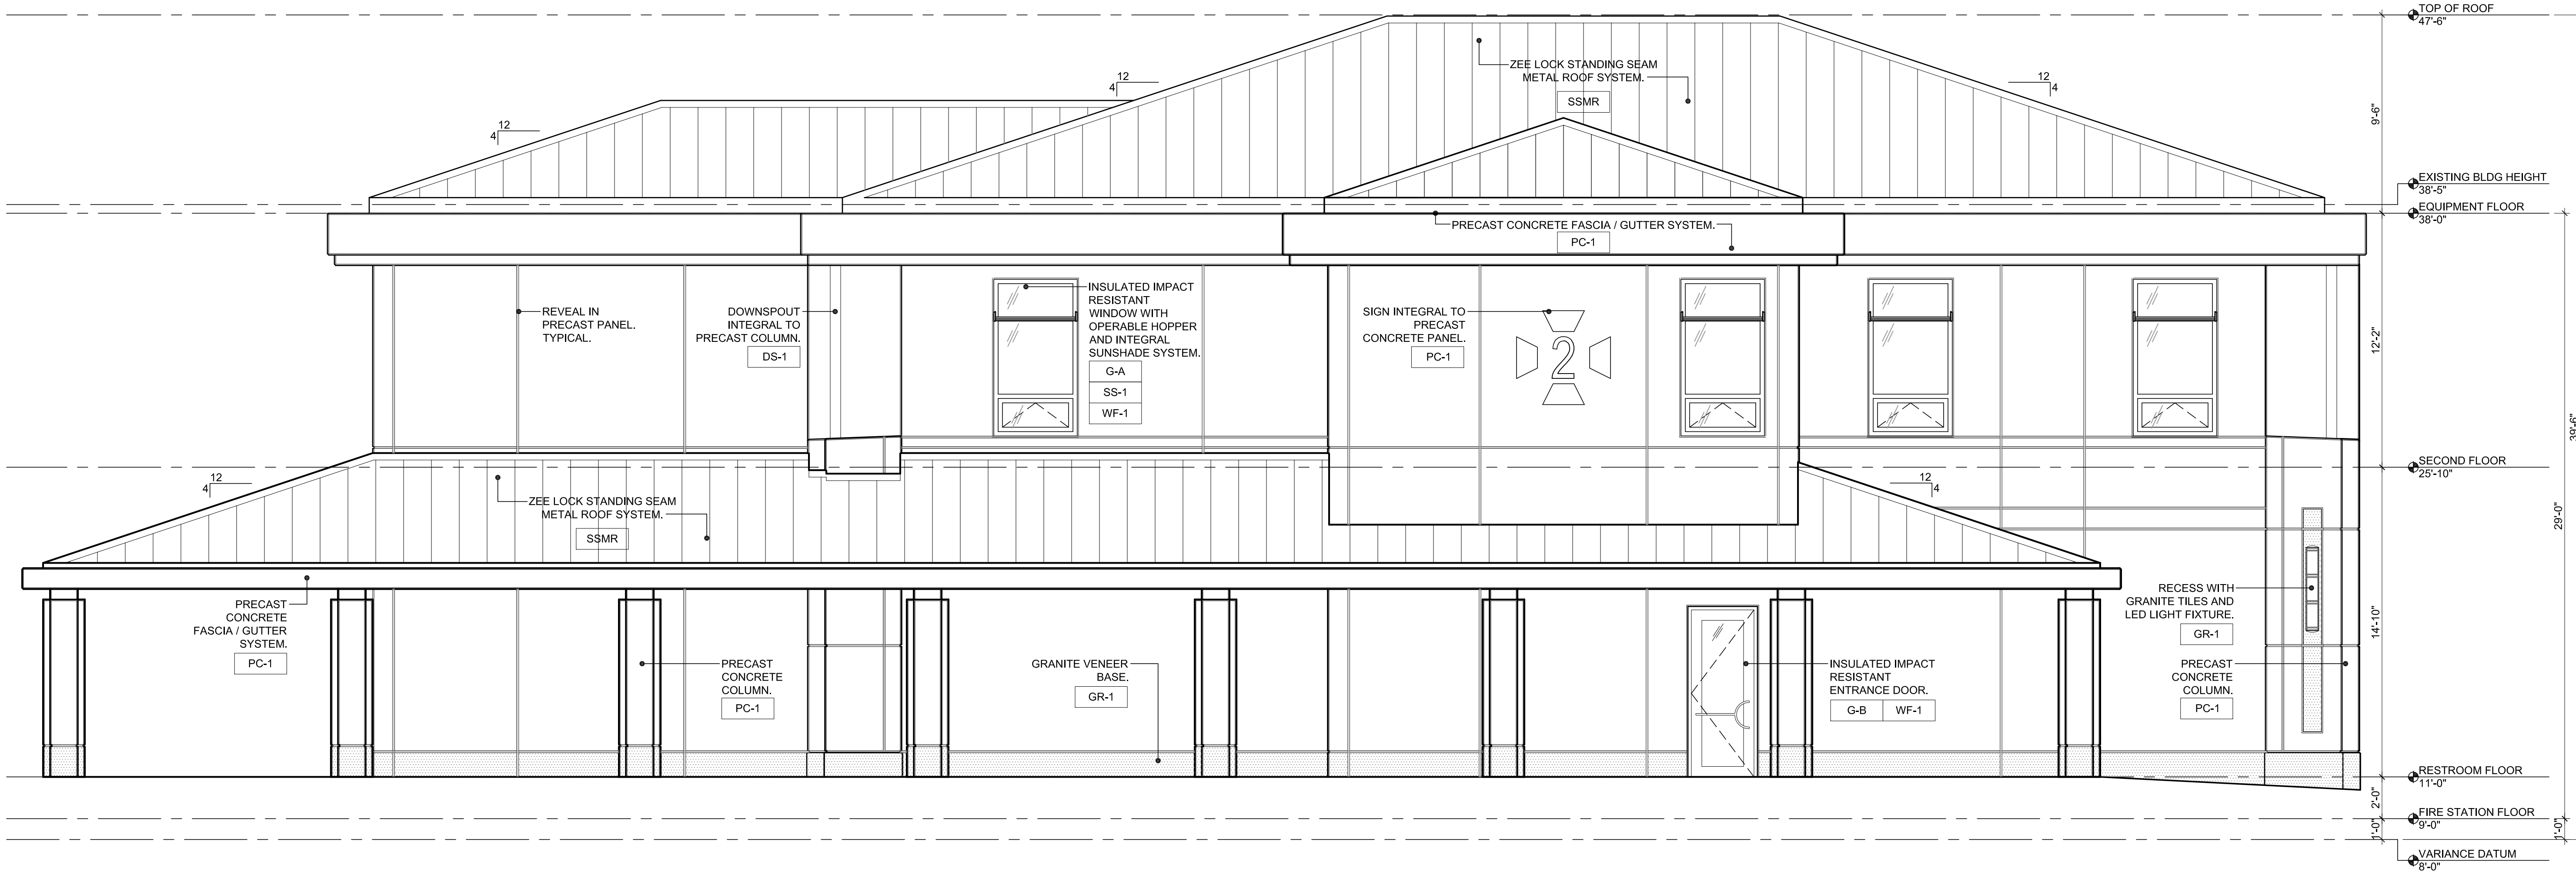 TOP OF ROOF
47'-6"
12
4
12
4
12
4
ZEE LOCK STANDING SEAM
METAL ROOF SYSTEM.
SSMR
9'-6"
EXISTING BLDG HEIGHT
38'-5"
EQUIPMENT FLOOR
38'-0"
PRECAST CONCRETE FASCIA / GUTTER SYSTEM.
PC-1
REVEAL IN
PRECAST PANEL.
TYPICAL.
DOWNSPOUT
INTEGRAL TO
PRECAST COLUMN.
DS-1
INSULATED IMPACT
RESISTANT
WINDOW WITH
OPERABLE HOPPER
AND INTEGRAL
SUNSHADE SYSTEM.
G-A
SS-1
WF-1
SIGN INTEGRAL TO
PRECAST
CONCRETE PANEL.
PC-1
2
12'-2"
39'-6"
SECOND FLOOR
25'-10"
12
4
ZEE LOCK STANDING SEAM
METAL ROOF SYSTEM.
SSMR
12
4
29'-0"
PRECAST
CONCRETE
FASCIA / GUTTER
SYSTEM.
PC-1
PRECAST
CONCRETE
COLUMN.
PC-1
GRANITE VENEER
BASE.
GR-1
INSULATED IMPACT
RESISTANT
ENTRANCE DOOR.
G-B WF-1
RECESS WITH
GRANITE TILES AND
LED LIGHT FIXTURE.
GR-1
PRECAST
CONCRETE
COLUMN.
PC-1
14'-10"
RESTROOM FLOOR
11'-0"
2'-0"
FIRE STATION FLOOR
9'-0"
1'-0"
1'-0"
VARIANCE DATUM
8'-0"